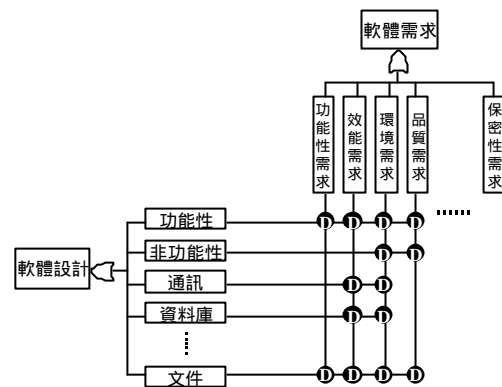 軟體需求
功能性需求
效能需求
環境需求
品質需求
保密性需求
......
功能性
D D D D
軟體設計
非功能性
D D
通訊
D D
資料庫
D D
文件
D D D D